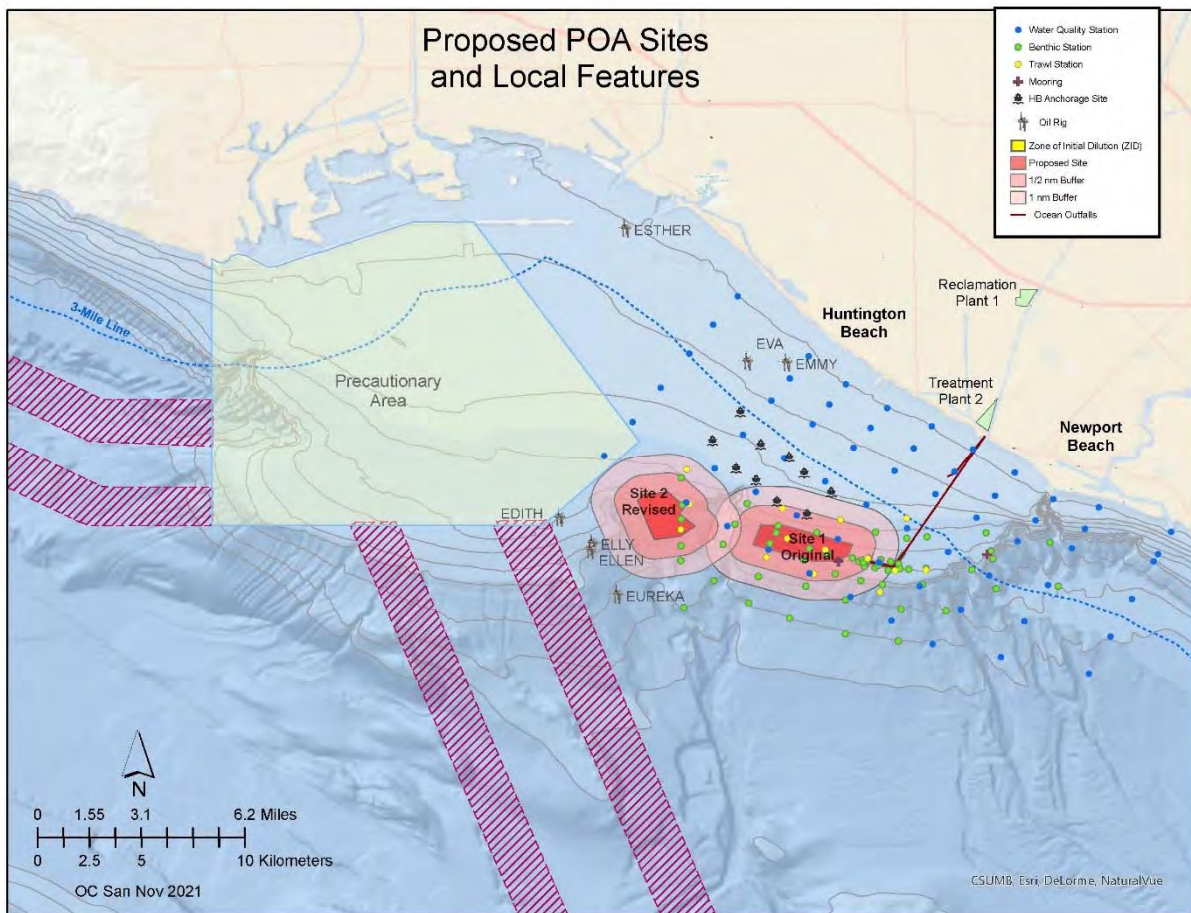 Proposed POA Sites
and Local Features
Water Quality Station
Benthic Station
Trawl Station
Mooring
HB Anchorage Site
Oil Rig
Zone of Initial Dilution (ZID)
Proposed Site
1/2 nm Buffer
1 nm Buffer
Ocean Outfalls
ESTHER
Reclamation
Plant 1
3-Mile Line
Huntington
Beach
EVA
EMMY
Precautionary
Area
Treatment
Plant 2
Newport
Beach
Site 2
Revised
EDITH
Site 1
Original
ELLY
ELLEN
EUREKA
N
0 1.55 3.1 6.2 Miles
0 2.5 5 10 Kilometers
OC San Nov 2021
CSUMB, Esri, DeLorme, NaturalVue